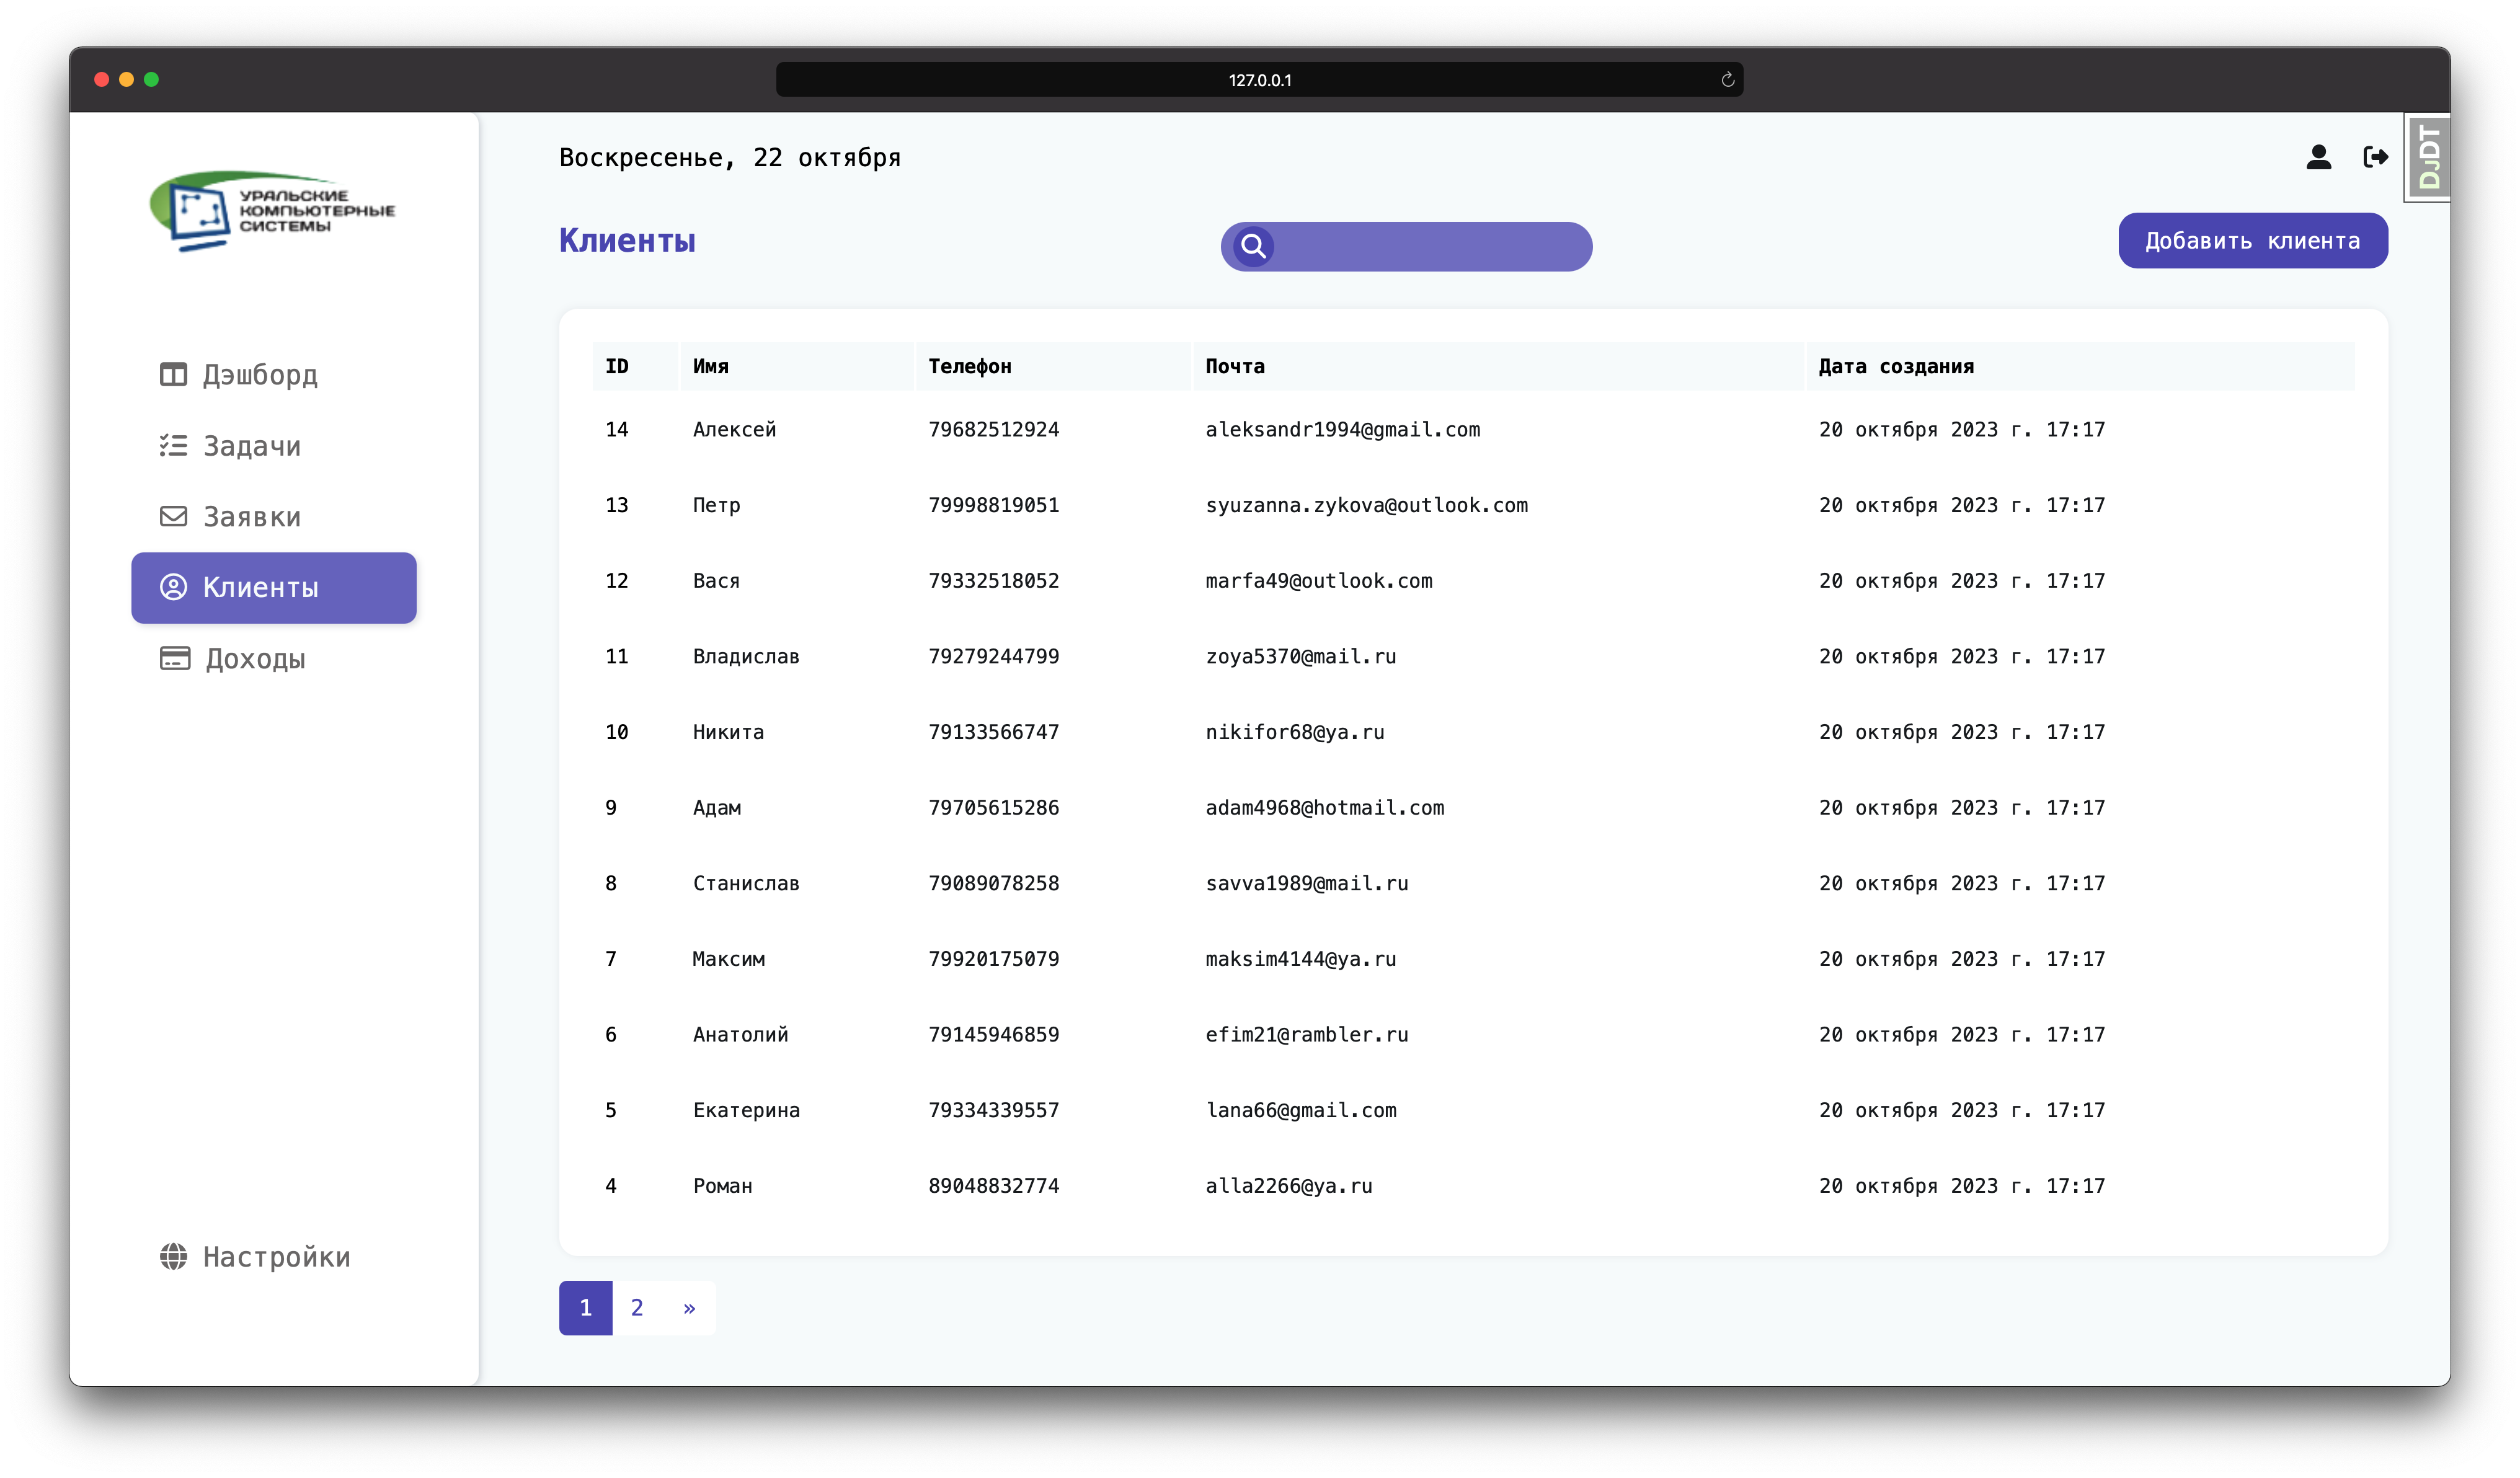 127.0.0.1
УРАЛЬСКИЕ
КОМПЬЮТЕРНЫЕ
СИСТЕМЫ
Дэшборд
Задачи
Заявки
Клиенты
Доходы
Настройки
Воскресенье, 22 октября
DJDT
Клиенты
Добавить клиента
ID Имя Телефон Почта Дата создания
14 Алексей 79682512924 aleksandr1994@gmail.com 20 октября 2023 г. 17:17
13 Петр 79998819051 syuzanna.zykova@outlook.com 20 октября 2023 г. 17:17
12 Вася 79332518052 marfa49@outlook.com 20 октября 2023 г. 17:17
11 Владислав 79279244799 zoya5370@mail.ru 20 октября 2023 г. 17:17
10 Никита 79133566747 nikifor68@ya.ru 20 октября 2023 г. 17:17
9 Адам 79705615286 adam4968@hotmail.com 20 октября 2023 г. 17:17
8 Станислав 79089078258 savva1989@mail.ru 20 октября 2023 г. 17:17
7 Максим 79920175079 maksim4144@ya.ru 20 октября 2023 г. 17:17
6 Анатолий 79145946859 efim21@rambler.ru 20 октября 2023 г. 17:17
5 Екатерина 79334339557 lana66@gmail.com 20 октября 2023 г. 17:17
4 Роман 89048832774 alla2266@ya.ru 20 октября 2023 г. 17:17
1 2 »